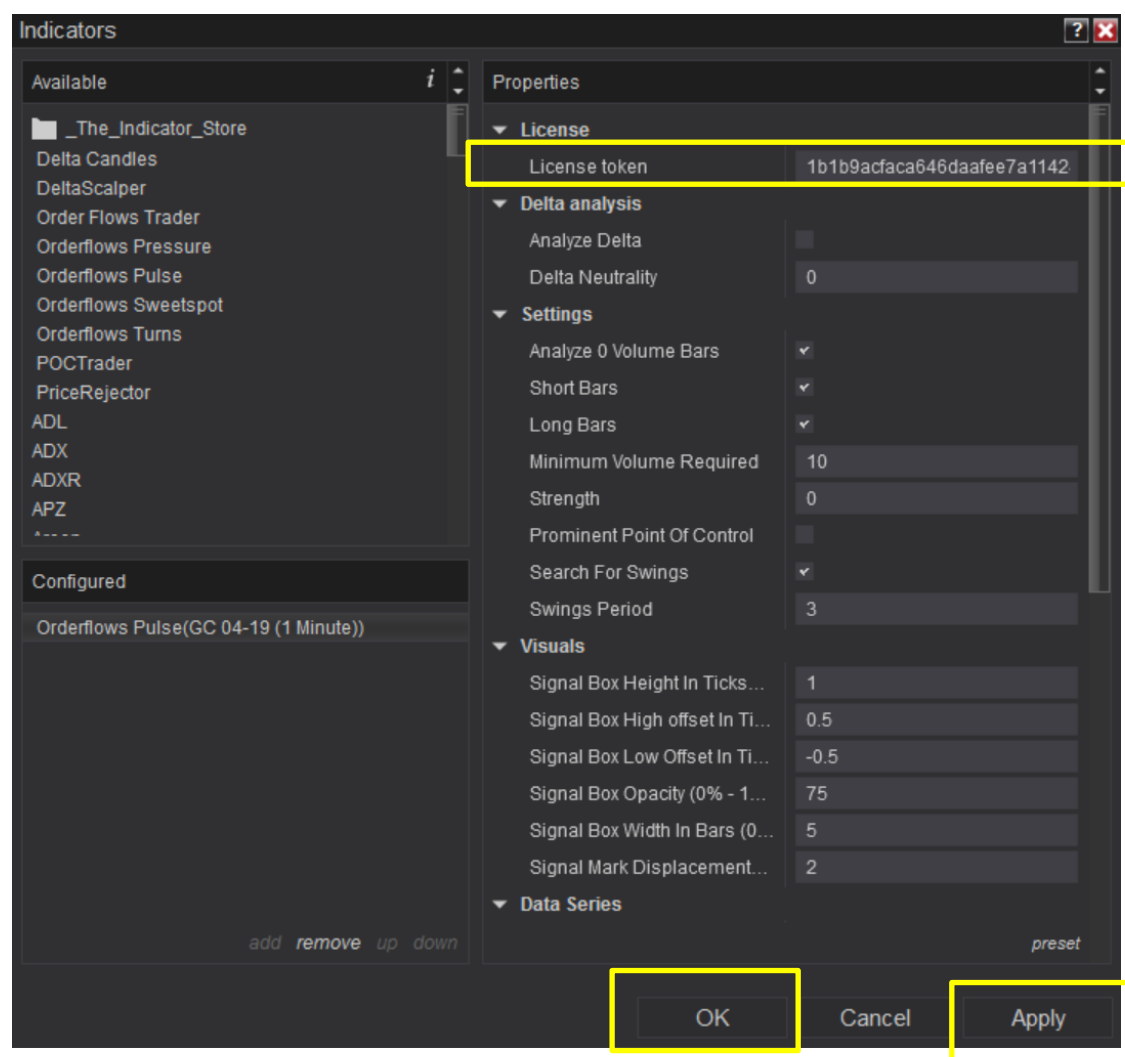 Indicators
?
Available i
_The_Indicator_Store
Delta Candles
DeltaScalper
Order Flows Trader
Orderflows Pressure
Orderflows Pulse
Orderflows Sweetspot
Orderflows Turns
POCTrader
PriceRejector
ADL
ADX
ADXR
APZ
Configured
Orderflows Pulse(GC 04-19 (1 Minute))
add remove up down
Properties
License
License token 1b1b9acfaca646daafee7a1142
Delta analysis
Analyze Delta
Delta Neutrality 0
Settings
Analyze 0 Volume Bars
Short Bars
Long Bars
Minimum Volume Required 10
Strength 0
Prominent Point Of Control
Search For Swings
Swings Period 3
Visuals
Signal Box Height In Ticks... 1
Signal Box High offset In Ti... 0.5
Signal Box Low Offset In Ti... -0.5
Signal Box Opacity (0% - 1... 75
Signal Box Width In Bars (0... 5
Signal Mark Displacement... 2
Data Series
preset
OK Cancel Apply